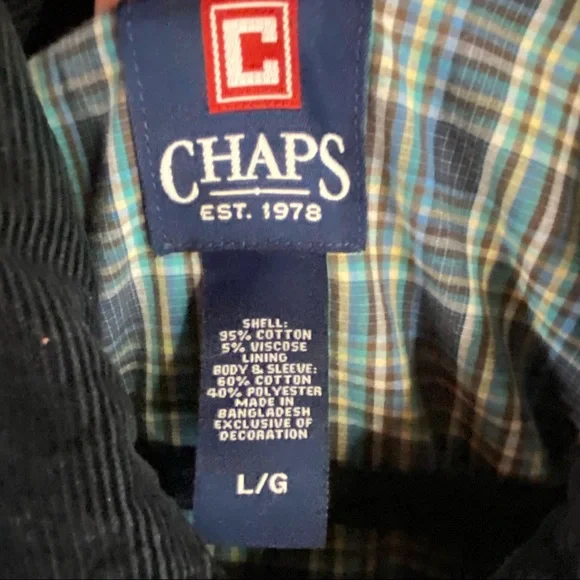 C
CHAPS
EST. 1978
SHELL:
95% COTTON
5% VISCOSE
LINING
BODY & SLEEVE:
60% COTTON
40% POLYESTER
MADE IN
BANGLADESH
EXCLUSIVE OF
DECORATION
L/G